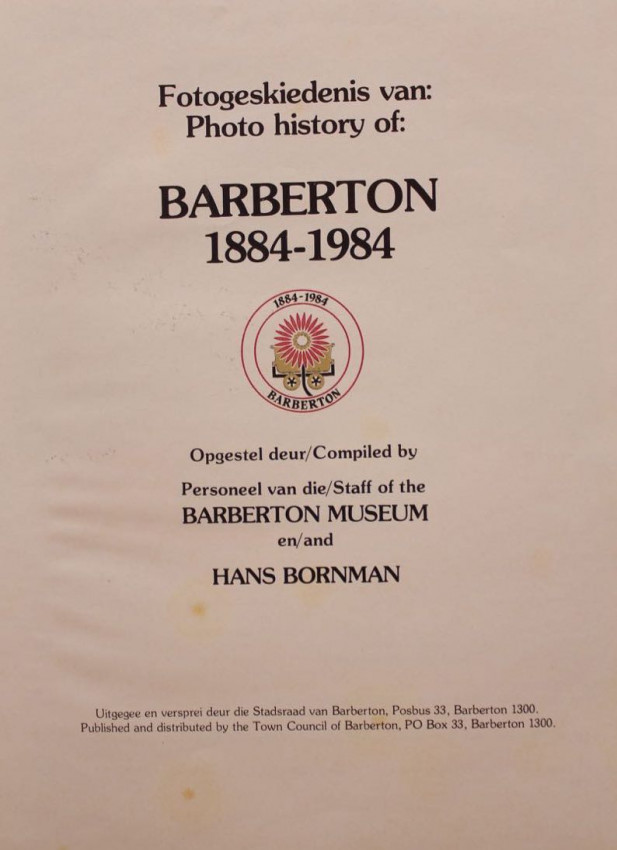 Fotogeskiedenis van:
Photo history of:
BARBERTON
1884-1984
1884-1984
BARBERTON
Opgestel deur/Compiled by
Personeel van die/Staff of the
BARBERTON MUSEUM
en/and
HANS BORNMAN
Uitgegee en versprei deur die Stadsraad van Barberton, Posbus 33, Barberton 1300.
Published and distributed by the Town Council of Barberton, PO Box 33, Barberton 1300.